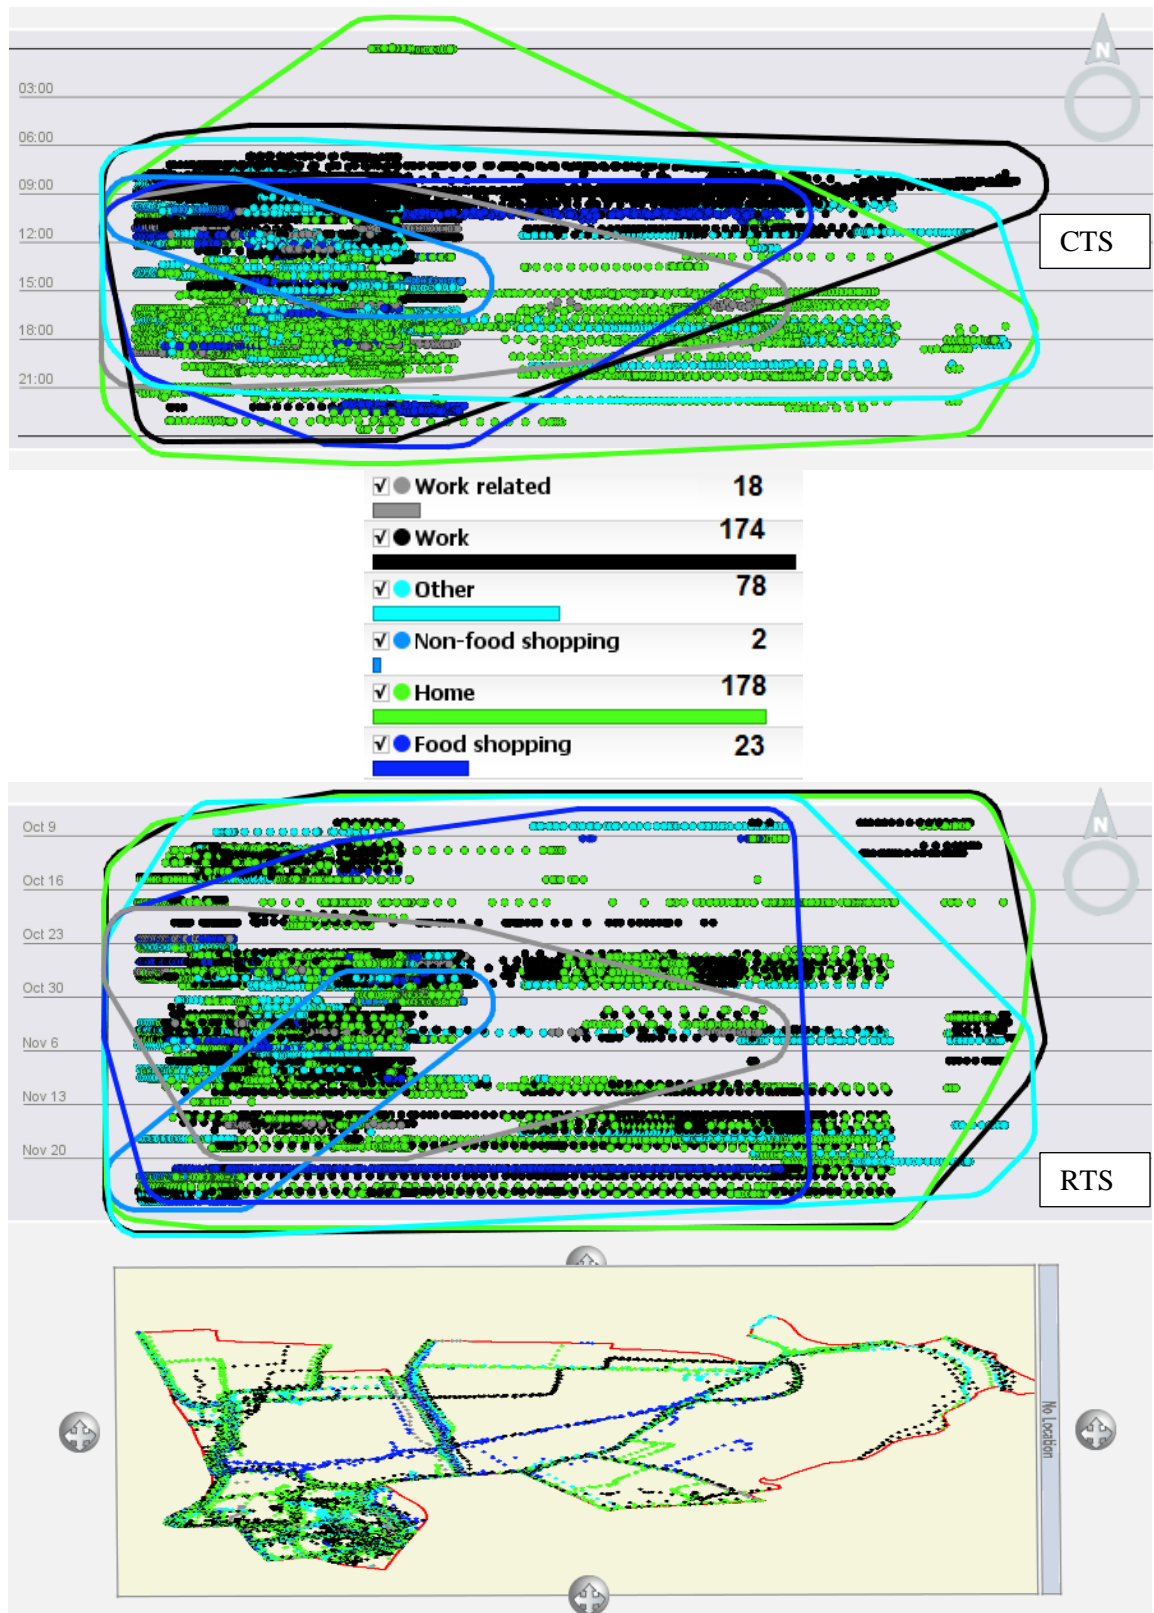 N
03:00
06:00
09:00
12:00
15:00
18:00
21:00
CTS
Work related 18
Work 174
Other 78
Non-food shopping 2
Home 178
Food shopping 23
N
Oct 9
Oct 16
Oct 23
Oct 30
Nov 6
Nov 13
Nov 20
RTS
No Location